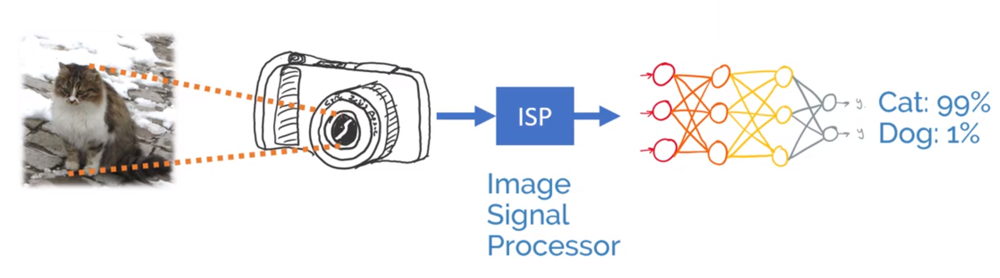 ISP
Image
Signal
Processor
y.
y
Cat: 99%
Dog: 1%